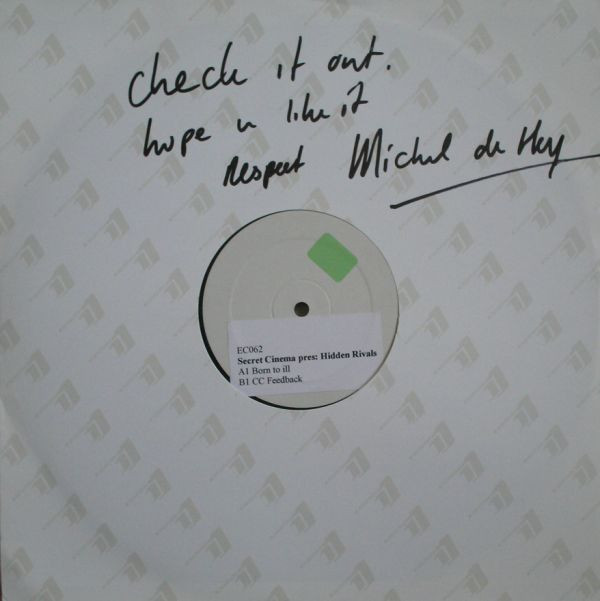 check it out.
hope u like it
Respect Michel de Hey
EC062
Secret Cinema pres: Hidden Rivals
A1 Born to ill
B1 CC Feedback